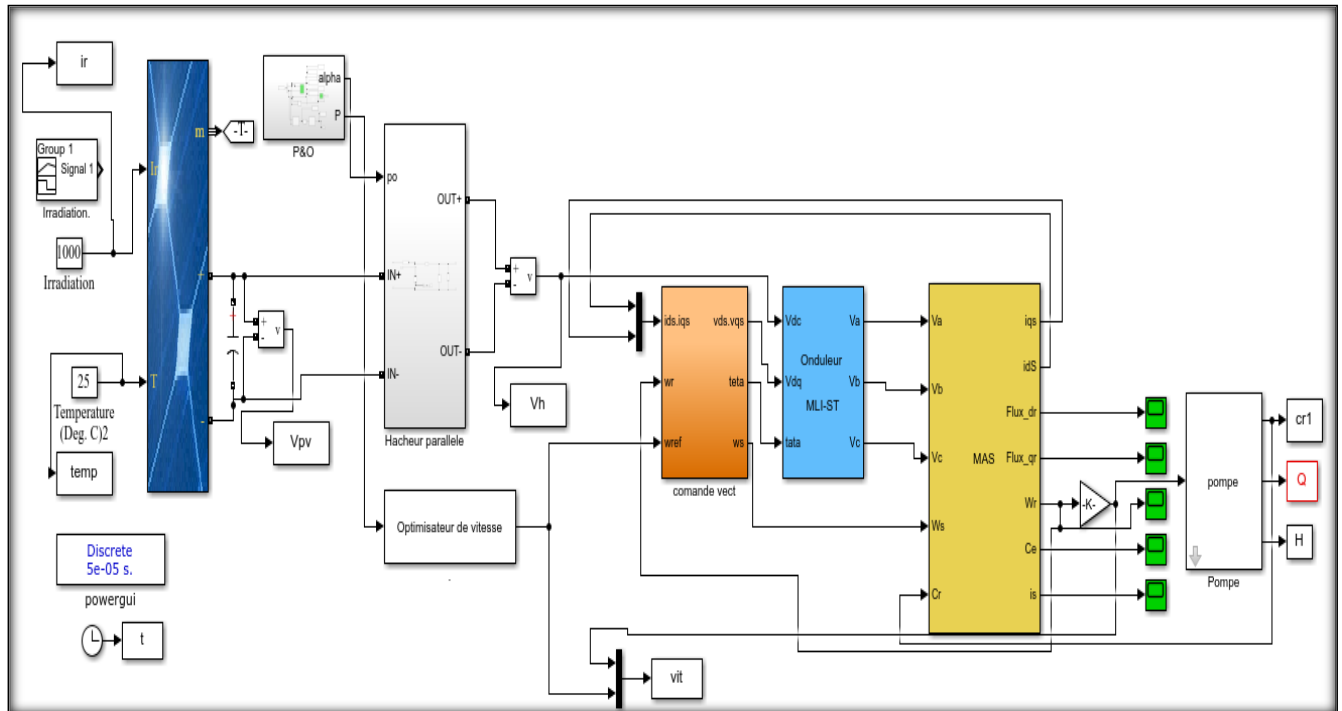 ir
Group 1
Signal 1
Irradiation.
1000
Irradiation
25
Temperature
(Deg. C)2
temp
Discrete
5e-05 s.
powergui
t
Ir
T
m
+
-
-T-
alpha
P
P&O
+
-
v
Vpv
po
IN+
IN-
OUT+
OUT-
Hacheur parallele
+
-
v
Vh
Optimisateur de vitesse
.
ids.iqs
wr
wref
vds.vqs
teta
ws
comande vect
Vdc
Vdq
tata
Onduleur
MLI-ST
Va
Vb
Vc
Va
Vb
Vc
Ws
Cr
MAS
iqs
idS
Flux_dr
Flux_qr
Wr
Ce
is
-K-
pompe
Pompe
cr1
Q
H
vit